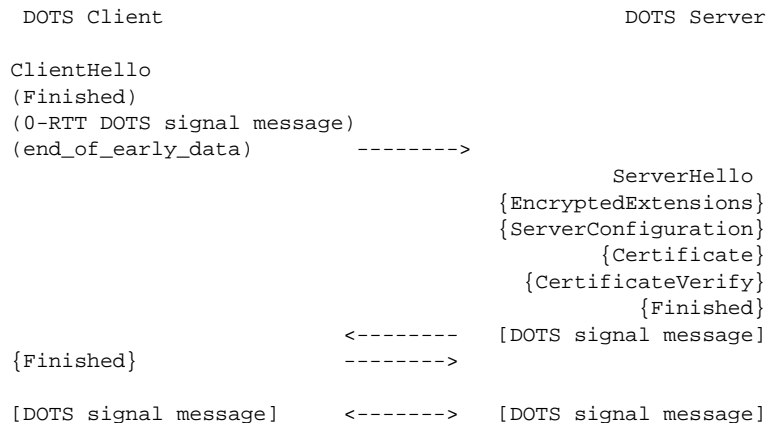 DOTS Client                                    DOTS Server
ClientHello
(Finished)
(0-RTT DOTS signal message)
(end_of_early_data)        -------->
ServerHello
{EncryptedExtensions}
{ServerConfiguration}
{Certificate}
{CertificateVerify}
{Finished}
<--------   [DOTS signal message]
{Finished}                -------->
[DOTS signal message]     <------->   [DOTS signal message]